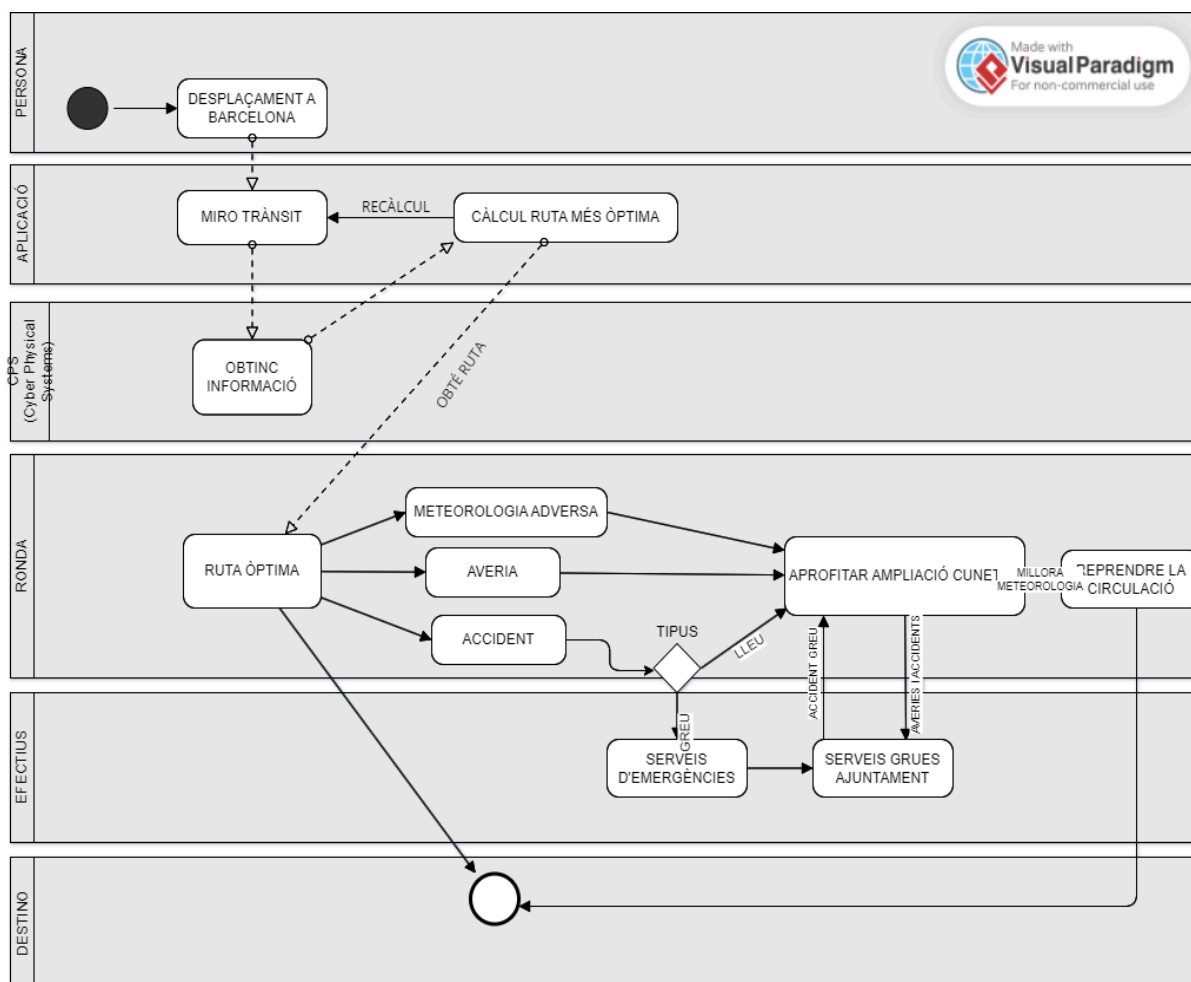 PERSONA
Made with
Visual Paradigm
For non-commercial use
DESPLAÇAMENT A
BARCELONA
APLICACIÓ
MIRO TRÀNSIT
RECÀLCUL
CÀLCUL RUTA MÉS ÒPTIMA
CPS
(Cyber Physical
Systems)
OBTINC
INFORMACIÓ
OBTÉ RUTA
RONDA
METEOROLOGIA ADVERSA
RUTA ÒPTIMA
AVERIA
APROFITAR AMPLIACIÓ CUNET
MILLORA
METEOROLOGIA
REPRENDRE LA
CIRCULACIÓ
ACCIDENT
TIPUS
LLEU
ACCIDENT GREU
AVERIES I ACCIDENTS
EFECTIUS
GREU
SERVEIS
D'EMERGÈNCIES
SERVEIS GRUES
AJUNTAMENT
DESTINO